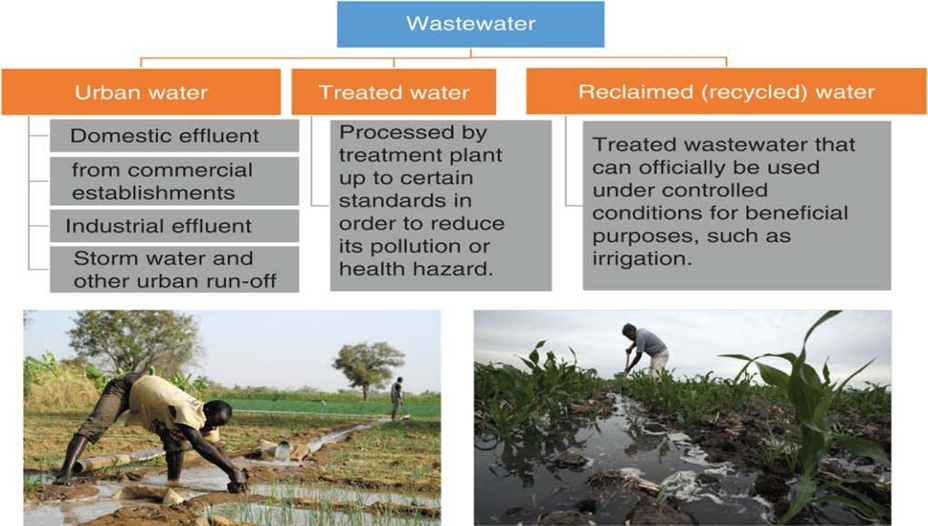 Wastewater
Urban water
Domestic effluent
from commercial
establishments
Industrial effluent
Storm water and
other urban run-off
Treated water
Processed by
treatment plant
up to certain
standards in
order to reduce
its pollution or
health hazard.
Reclaimed (recycled) water
Treated wastewater that
can officially be used
under controlled
conditions for beneficial
purposes, such as
irrigation.